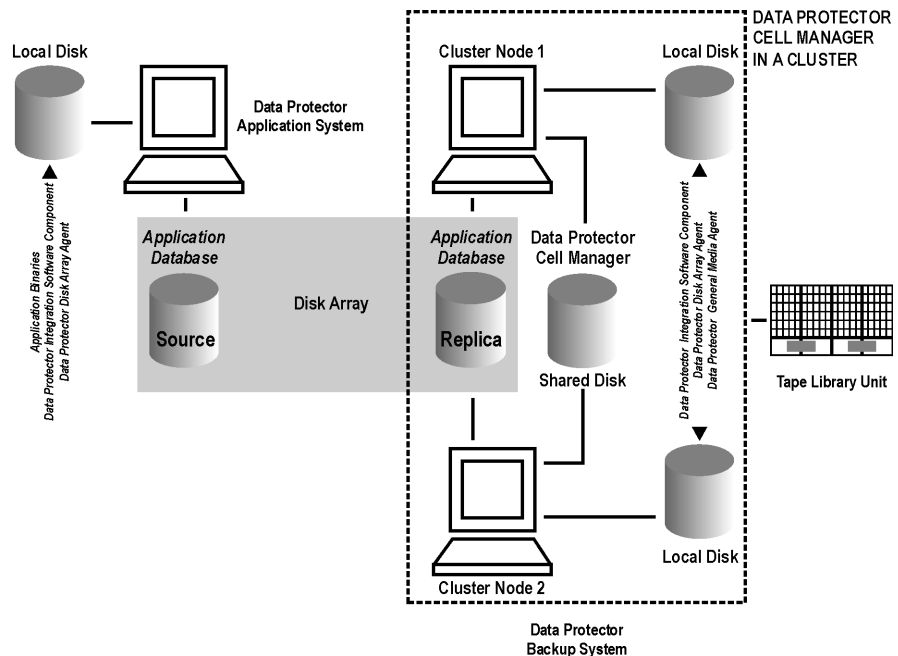 DATA PROTECTOR
CELL MANAGER
IN A CLUSTER
Local Disk
Cluster Node 1
Local Disk
Data Protector
Application System
Application Binaries
Data Protector Integration Software Component
Data Protector Disk Array Agent
Application
Database
Source
Disk Array
Application
Database
Replica
Data Protector
Cell Manager
Shared Disk
Data Protector Integration Software Component
Data Protector Disk Array Agent
Data Protector General Media Agent
Tape Library Unit
Cluster Node 2
Local Disk
Data Protector
Backup System